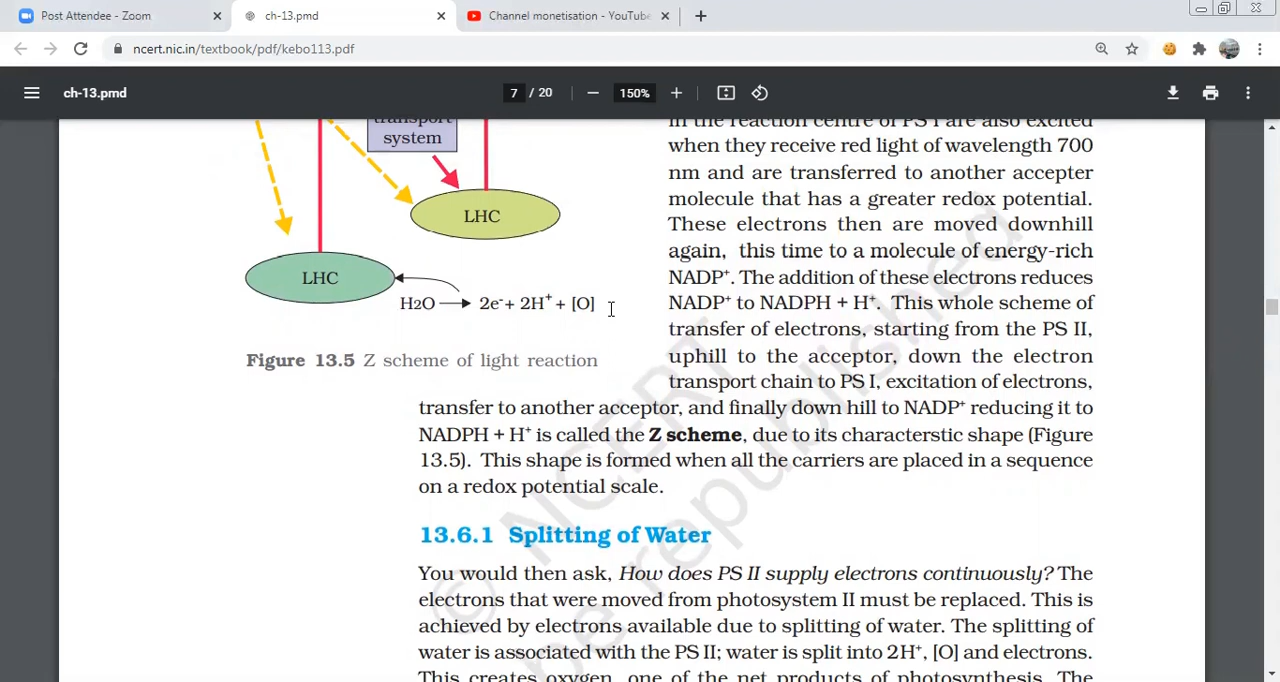 Post Attendee - Zoom
ch-13.pmd
Channel monetisation - YouTube
ncert.nic.in/textbook/pdf/kebo113.pdf
ch-13.pmd
7 / 20
150%
transport
system
LHC
LHC
H2O → 2e⁻ + 2H⁺ + [O]
Figure 13.5 Z scheme of light reaction
in the reaction centre of PS I are also excited
when they receive red light of wavelength 700
nm and are transferred to another accepter
molecule that has a greater redox potential.
These electrons then are moved downhill
again, this time to a molecule of energy-rich
NADP⁺. The addition of these electrons reduces
NADP⁺ to NADPH + H⁺. This whole scheme of
transfer of electrons, starting from the PS II,
uphill to the acceptor, down the electron
transport chain to PS I, excitation of electrons,
transfer to another acceptor, and finally down hill to NADP⁺ reducing it to
NADPH + H⁺ is called the Z scheme, due to its characterstic shape (Figure
13.5). This shape is formed when all the carriers are placed in a sequence
on a redox potential scale.
13.6.1 Splitting of Water
You would then ask, How does PS II supply electrons continuously? The
electrons that were moved from photosystem II must be replaced. This is
achieved by electrons available due to splitting of water. The splitting of
water is associated with the PS II; water is split into 2H⁺, [O] and electrons.
This creates oxygen, one of the net products of photosynthesis. The
© NCERT
be republished